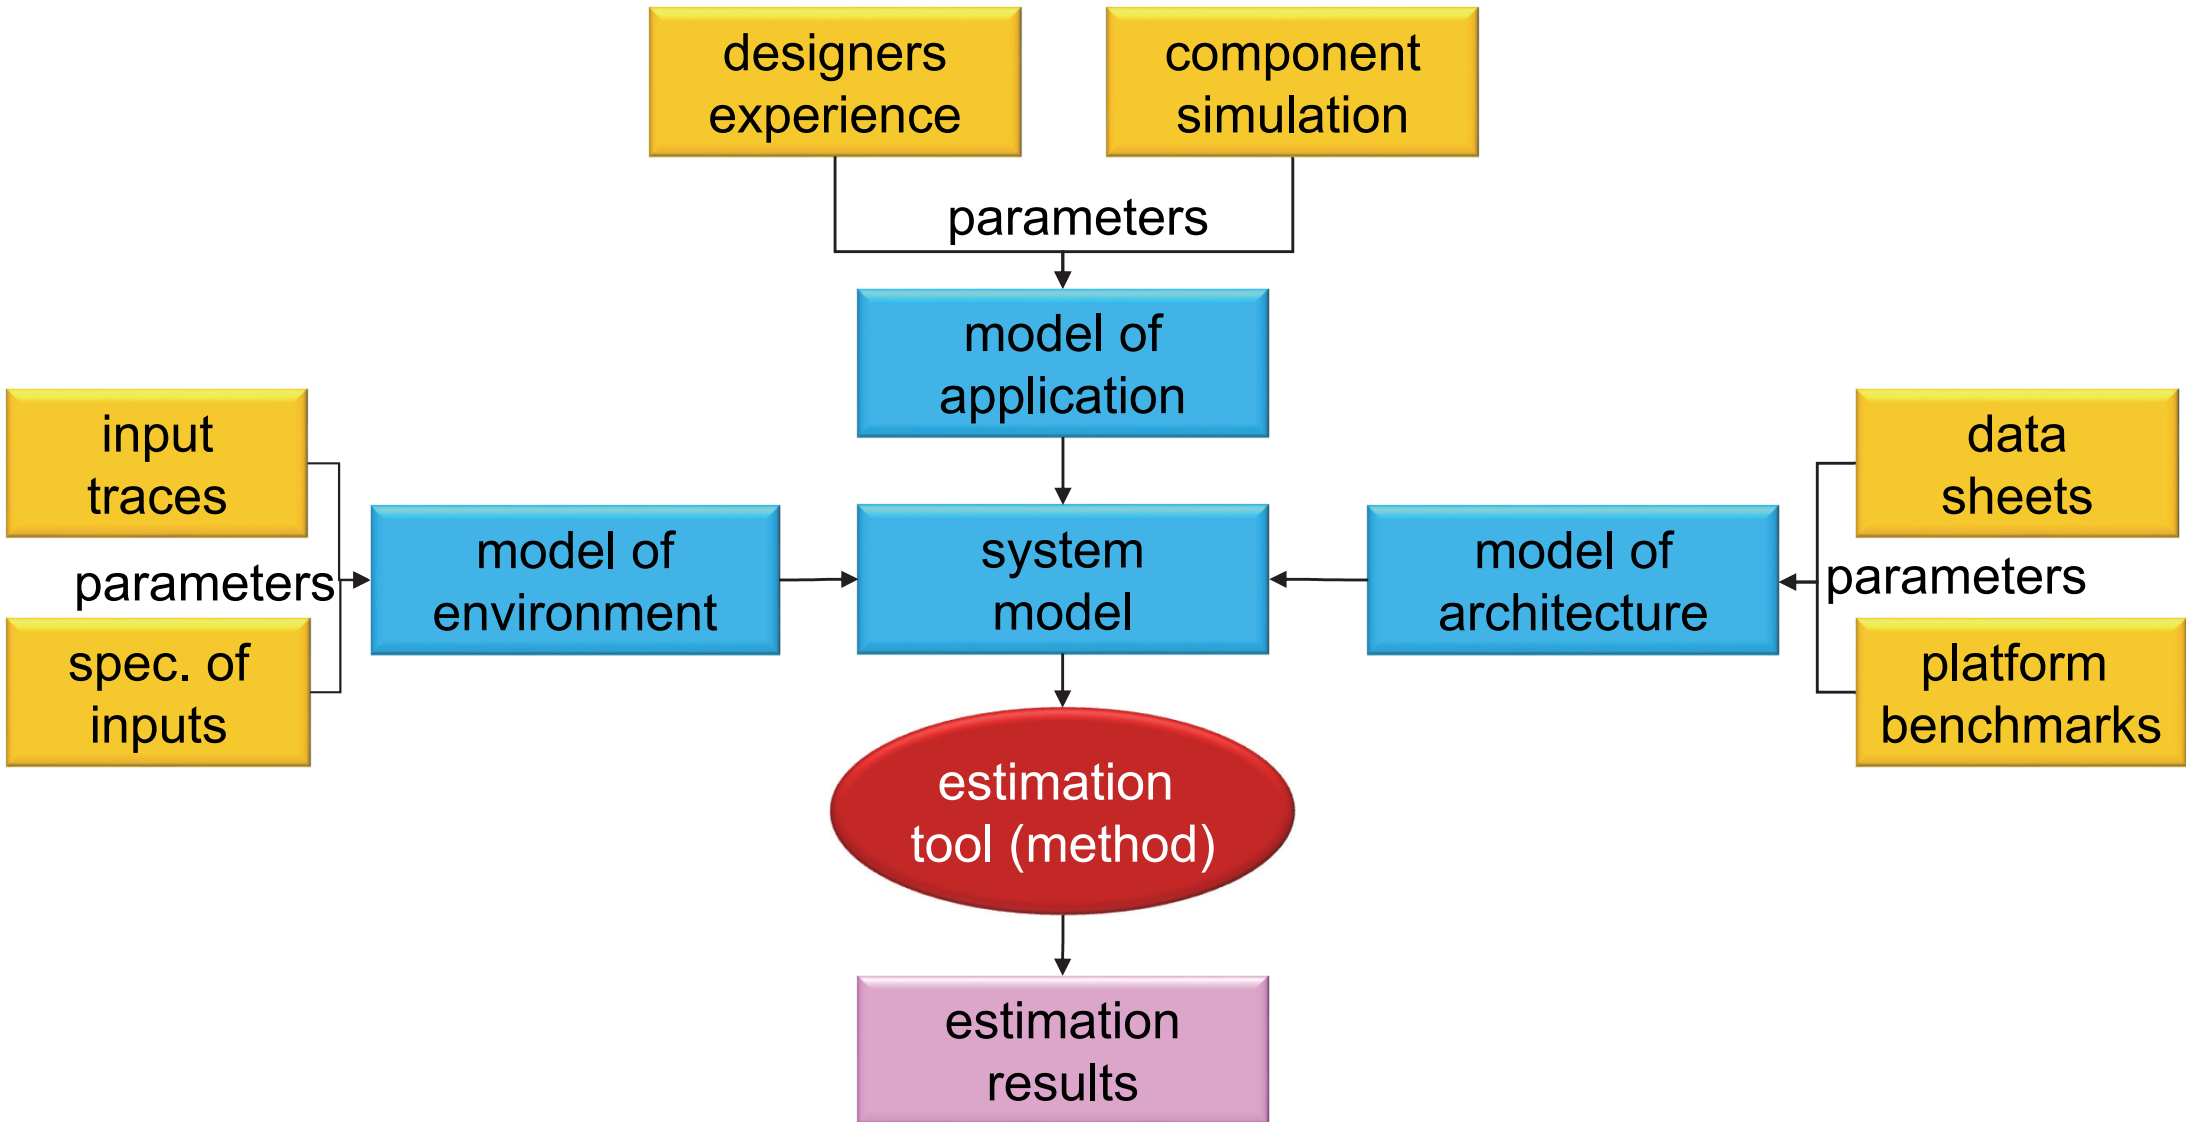 designers
experience
component
simulation
parameters
model of
application
input
traces
data
sheets
parameters
model of
environment
system
model
model of
architecture
parameters
spec. of
inputs
platform
benchmarks
estimation
tool (method)
estimation
results